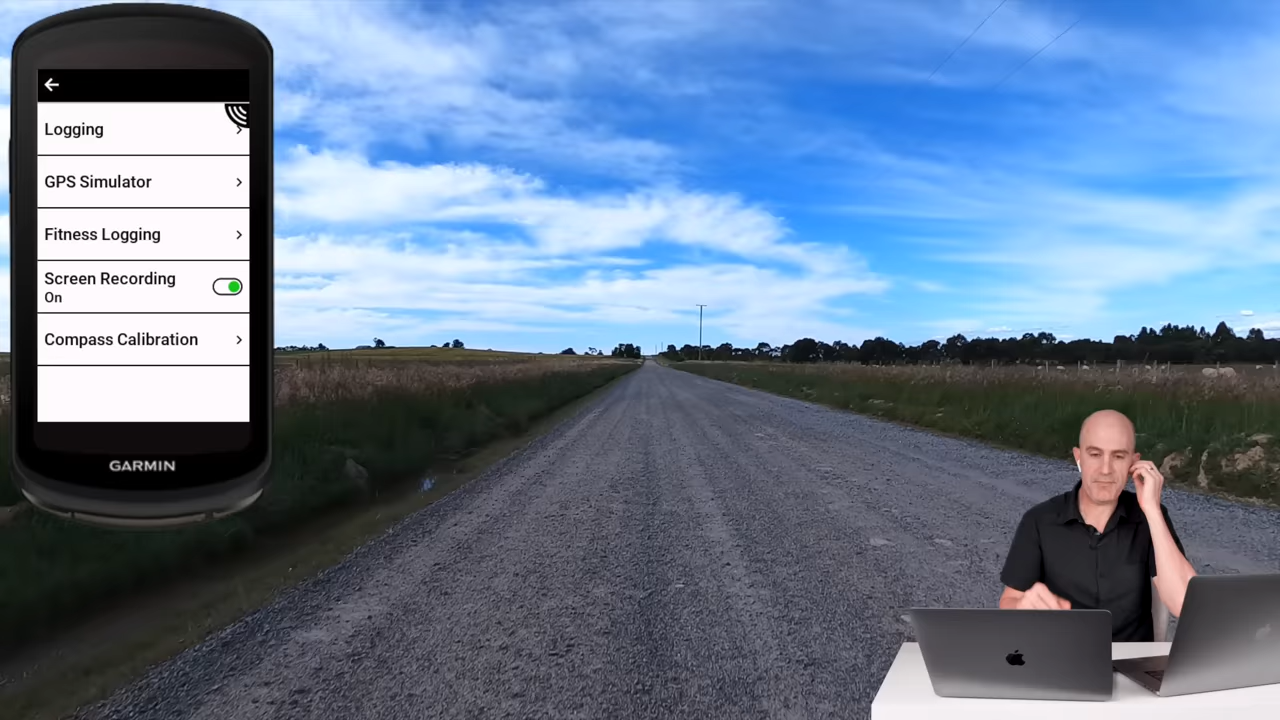 Logging
GPS Simulator
Fitness Logging
Screen Recording
On
Compass Calibration
GARMIN